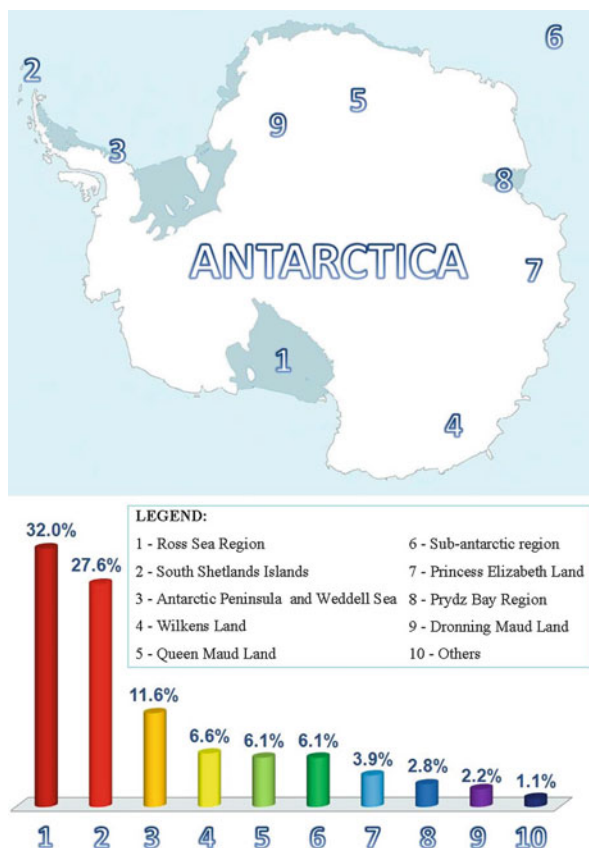 6
2
5
9
3
8
ANTARCTICA
7
1
4
LEGEND:
1 - Ross Sea Region
2 - South Shetlands Islands
3 - Antarctic Peninsula and Weddell Sea
4 - Wilkens Land
5 - Queen Maud Land
6 - Sub-antarctic region
7 - Princess Elizabeth Land
8 - Prydz Bay Region
9 - Dronning Maud Land
10 - Others
32.0%
27.6%
11.6%
6.6%
6.1%
6.1%
3.9%
2.8%
2.2%
1.1%
1 2 3 4 5 6 7 8 9 10